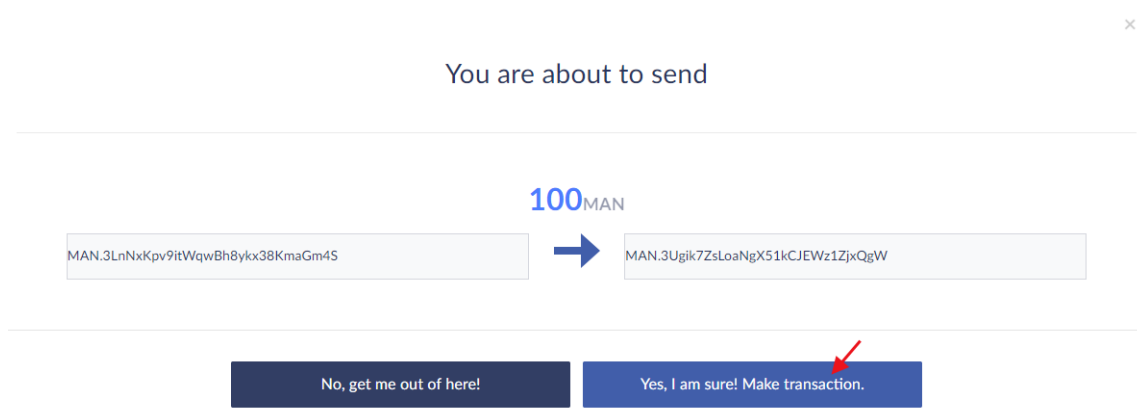 ×
You are about to send
100MAN
MAN.3LnNxKpv9itWqwBh8ykx38KmaGm4S
MAN.3Ugik7ZsLoaNgX51kCJEWz1ZjxQgW
No, get me out of here!
Yes, I am sure! Make transaction.